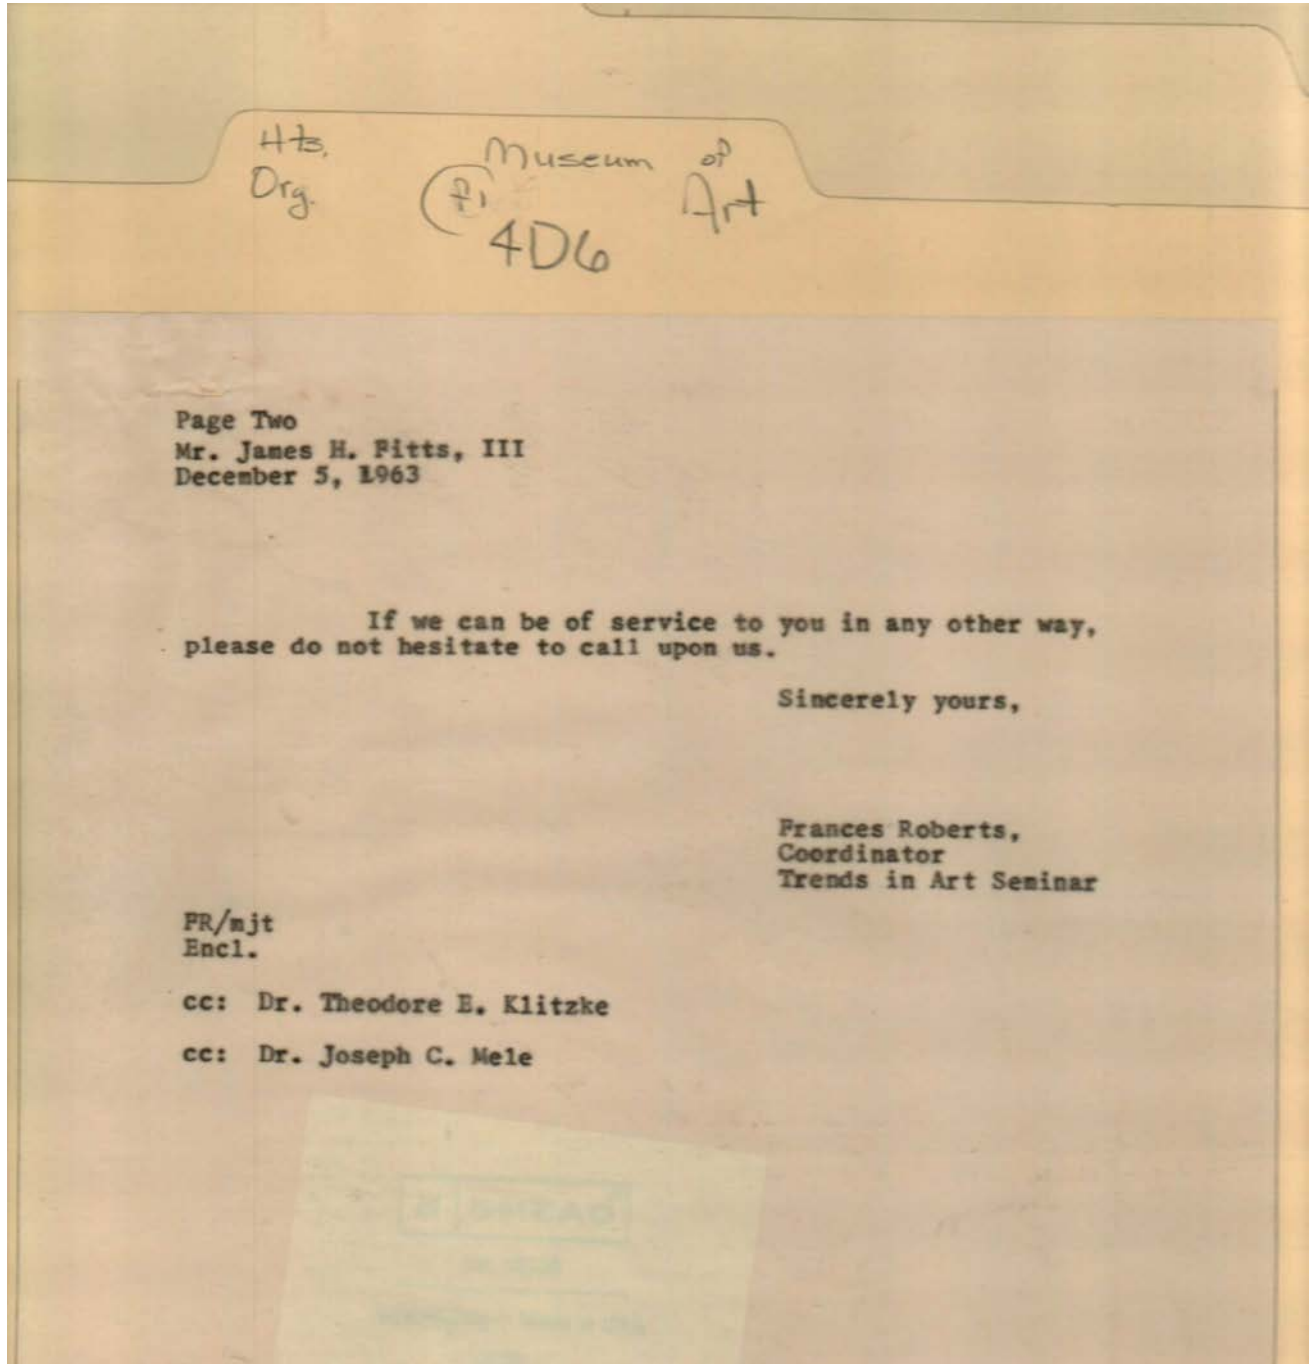 Hts. Museum of
Org. Art
4D6
Page Two
Mr. James H. Pitts, III
December 5, 1963
If we can be of service to you in any other way,
please do not hesitate to call upon us.
Sincerely yours,
Frances Roberts,
Coordinator
Trends in Art Seminar
FR/mjt
Encl.
cc: Dr. Theodore E. Klitzke
cc: Dr. Joseph C. Mele